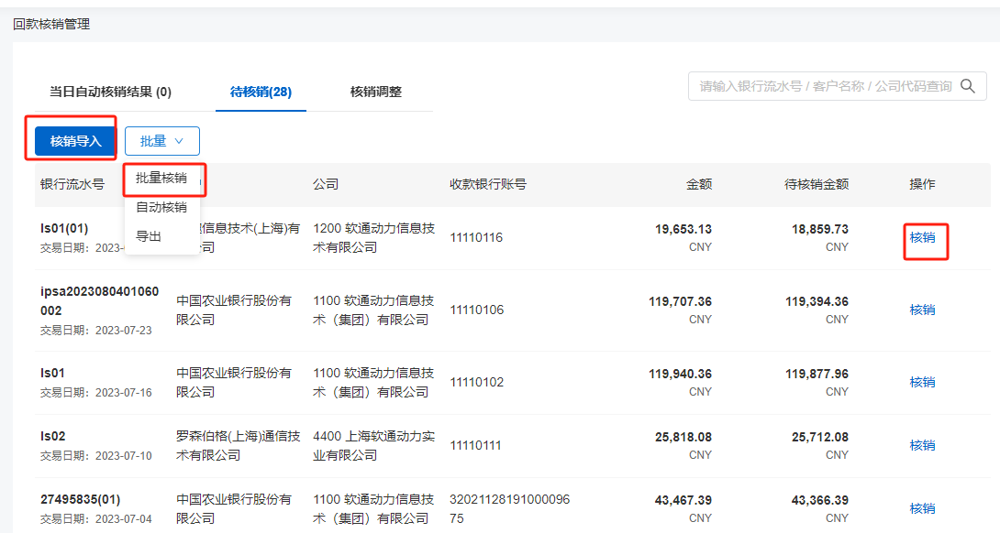 回款核销管理
当日自动核销结果 (0)
待核销(28)
核销调整
请输入银行流水号 / 客户名称 / 公司代码查询
核销导入
批量
批量核销
自动核销
导出
银行流水号
公司
收款银行账号
金额
待核销金额
操作
ls01(01)
交易日期：2023-
信息技术(上海)有
公司
1200 软通动力信息技
术有限公司
11110116
19,653.13
CNY
18,859.73
CNY
核销
ipsa2023080401060
002
交易日期：2023-07-23
中国农业银行股份有
限公司
1100 软通动力信息技
术（集团）有限公司
11110106
119,707.36
CNY
119,394.36
CNY
核销
ls01
交易日期：2023-07-16
中国农业银行股份有
限公司
1100 软通动力信息技
术（集团）有限公司
11110102
119,940.36
CNY
119,877.96
CNY
核销
ls02
交易日期：2023-07-10
罗森伯格(上海)通信技
术有限公司
4400 上海软通动力实
业有限公司
11110111
25,818.08
CNY
25,712.08
CNY
核销
27495835(01)
交易日期：2023-07-04
中国农业银行股份有
限公司
1100 软通动力信息技
术（集团）有限公司
32021128191000096
75
43,467.39
CNY
43,366.39
CNY
核销